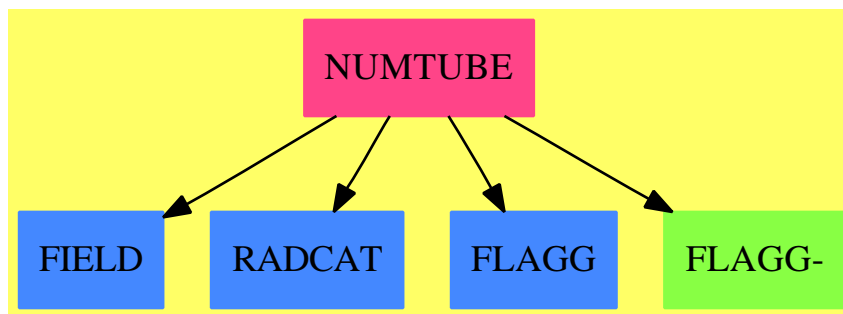 NUMTUBE
FIELD
RADCAT
FLAGG
FLAGG-